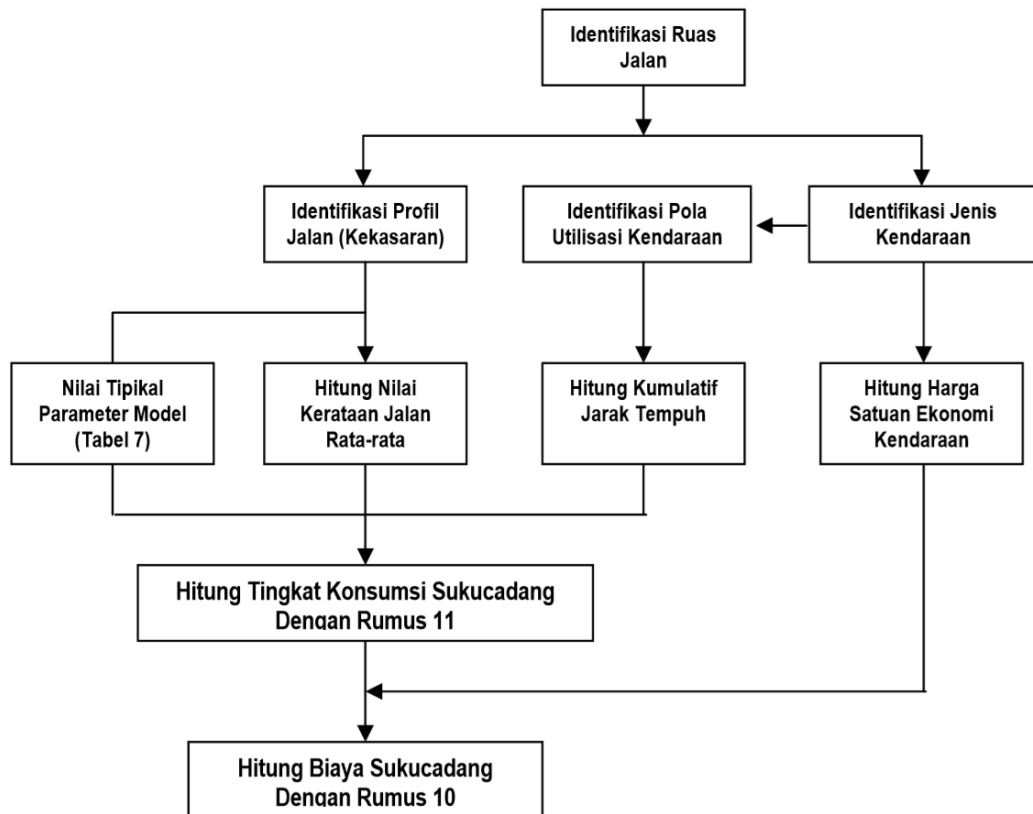 Identifikasi Ruas
Jalan
Identifikasi Profil
Jalan (Kekasaran)
Identifikasi Pola
Utilisasi Kendaraan
Identifikasi Jenis
Kendaraan
Nilai Tipikal
Parameter Model
(Tabel 7)
Hitung Nilai
Kerataan Jalan
Rata-rata
Hitung Kumulatif
Jarak Tempuh
Hitung Harga
Satuan Ekonomi
Kendaraan
Hitung Tingkat Konsumsi Sukucadang
Dengan Rumus 11
Hitung Biaya Sukucadang
Dengan Rumus 10